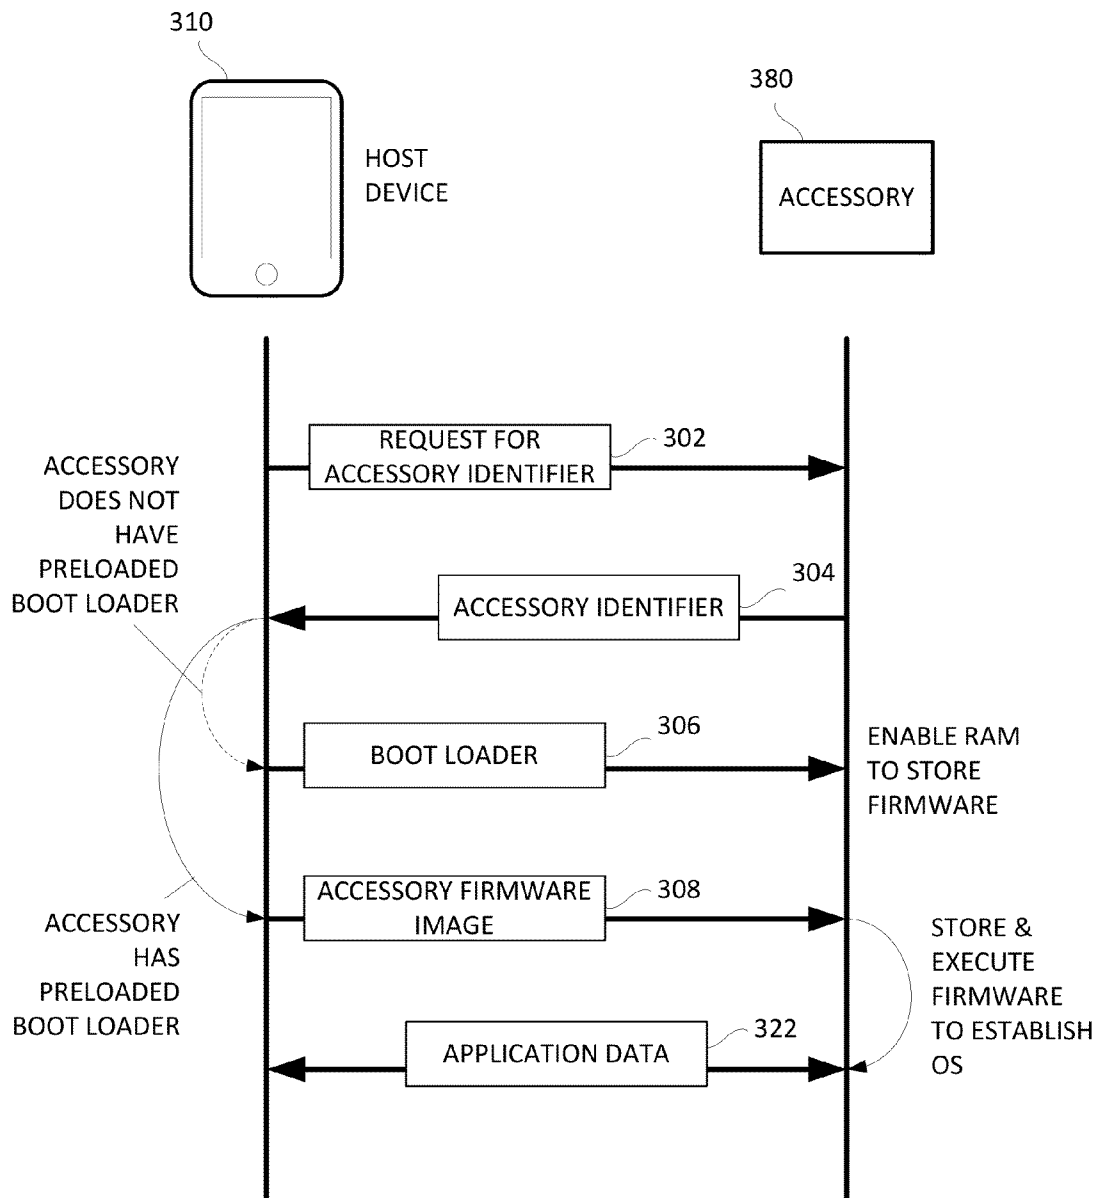 310
380
HOST
DEVICE
ACCESSORY
REQUEST FOR
ACCESSORY IDENTIFIER
302
ACCESSORY
DOES NOT
HAVE
PRELOADED
BOOT LOADER
ACCESSORY IDENTIFIER
304
BOOT LOADER
306
ENABLE RAM
TO STORE
FIRMWARE
ACCESSORY FIRMWARE
IMAGE
308
ACCESSORY
HAS
PRELOADED
BOOT LOADER
STORE &
EXECUTE
FIRMWARE
TO ESTABLISH
OS
APPLICATION DATA
322